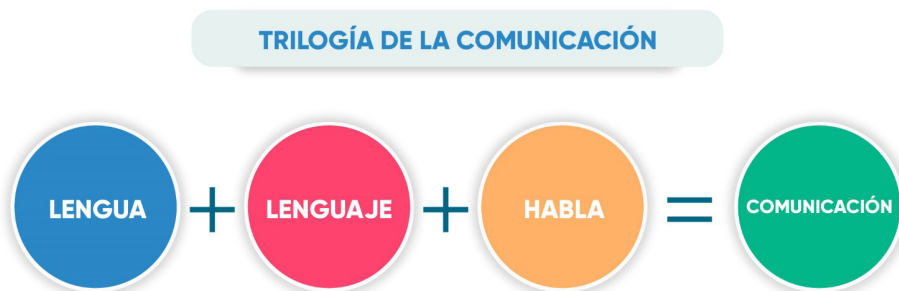 TRILOGÍA DE LA COMUNICACIÓN
LENGUA + LENGUAJE + HABLA = COMUNICACIÓN